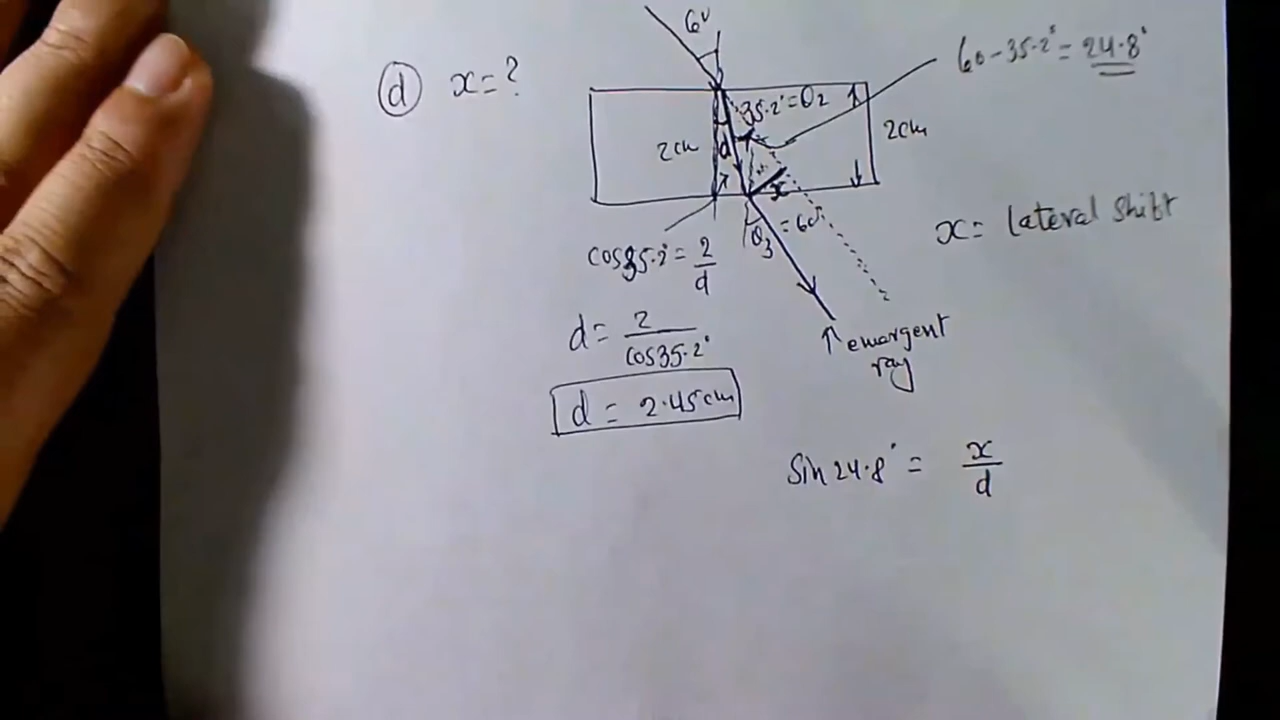 (d) x = ?
60
60 - 35.2° = 24.8°
35.2° = θ2
2cm
d
2cm
x
x = lateral shift
θ3 = 60°
cos35.2° = 2/d
d = 2/cos35.2°
↑ emergent
ray
d = 2.45cm
Sin 24.8° = x/d